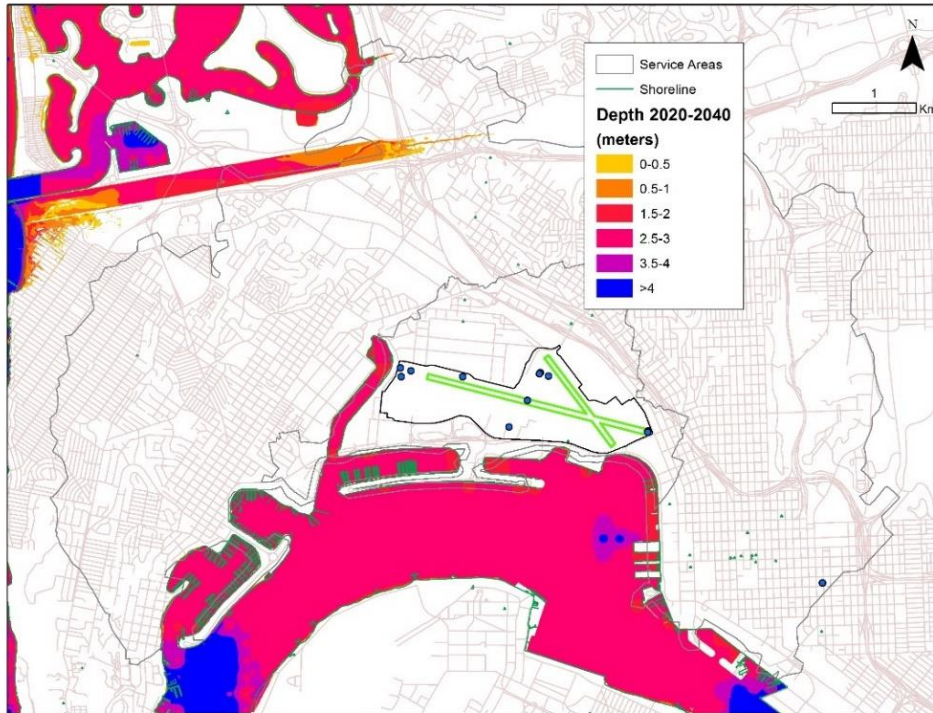 N
1
Km
Service Areas
Shoreline
Depth 2020-2040
(meters)
0-0.5
0.5-1
1.5-2
2.5-3
3.5-4
>4